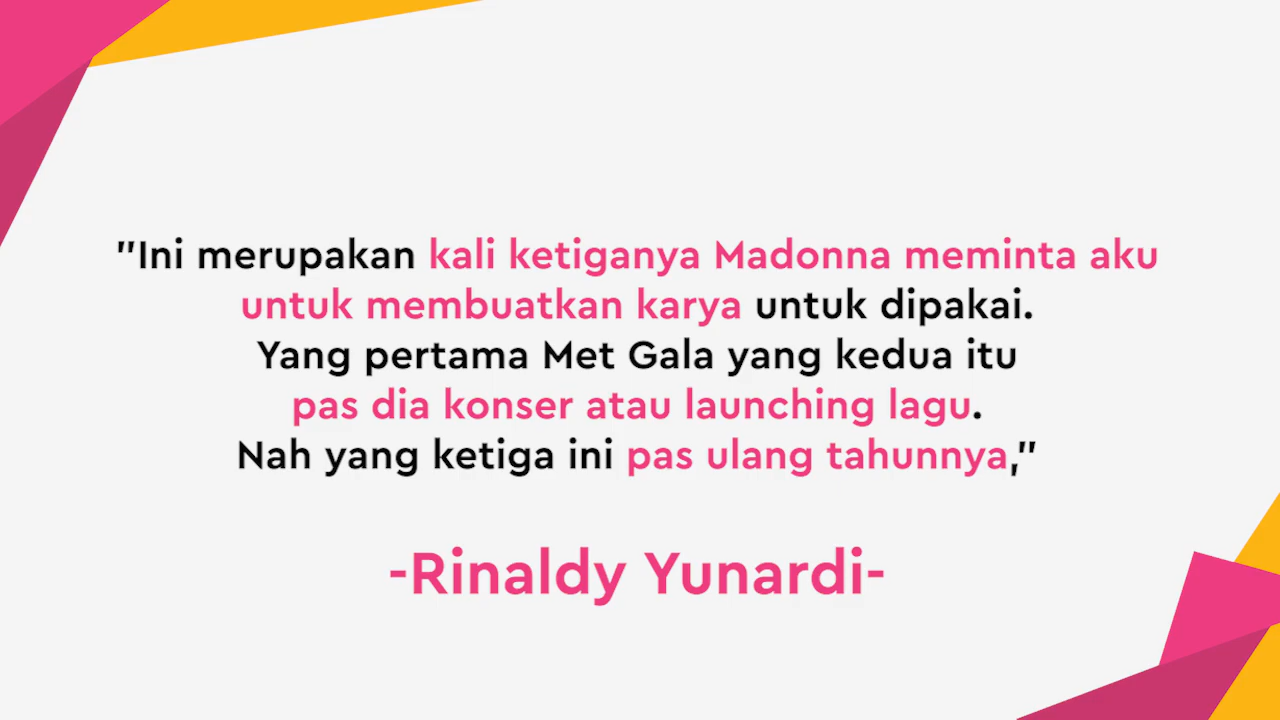 "Ini merupakan kali ketiganya Madonna meminta aku
untuk membuatkan karya untuk dipakai.
Yang pertama Met Gala yang kedua itu
pas dia konser atau launching lagu.
Nah yang ketiga ini pas ulang tahunnya,"
-Rinaldy Yunardi-